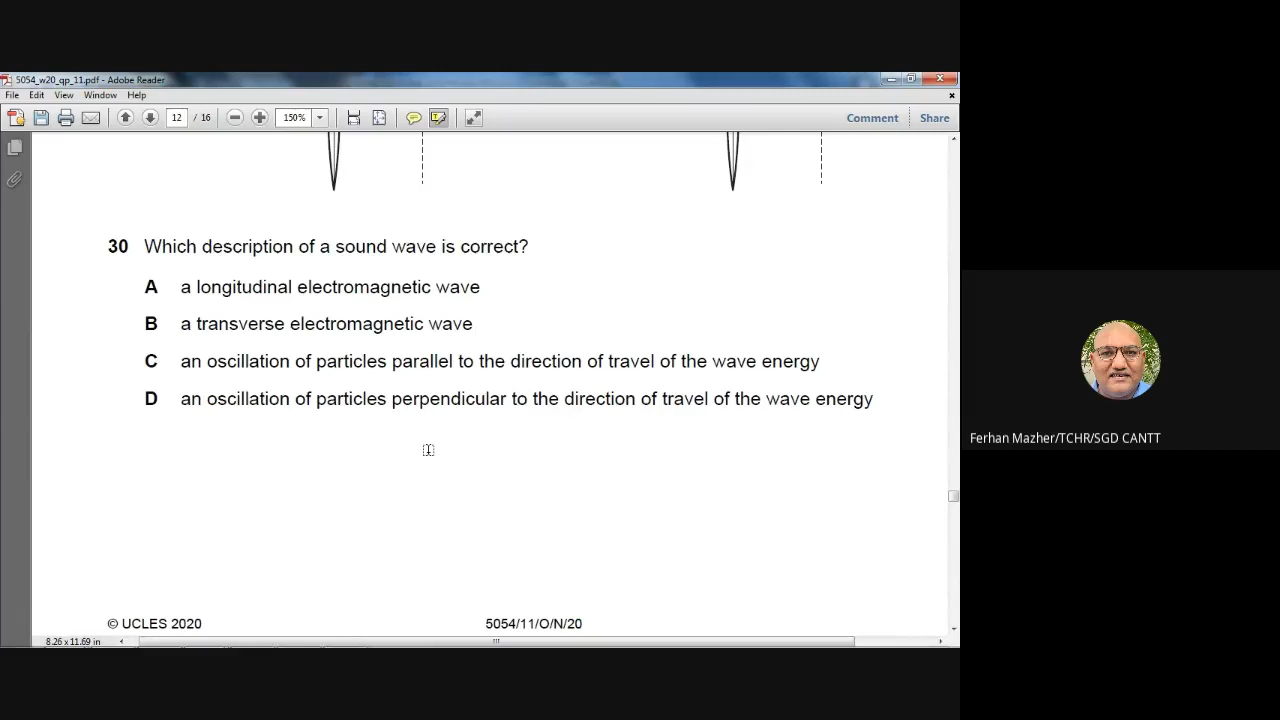 5054_w20_qp_11.pdf - Adobe Reader
File Edit View Window Help
12 / 16
150%
Comment
Share
30 Which description of a sound wave is correct?
A a longitudinal electromagnetic wave
B a transverse electromagnetic wave
C an oscillation of particles parallel to the direction of travel of the wave energy
D an oscillation of particles perpendicular to the direction of travel of the wave energy
Ferhan Mazher/TCHR/SGD CANTT
© UCLES 2020
5054/11/O/N/20
8.26 x 11.69 in